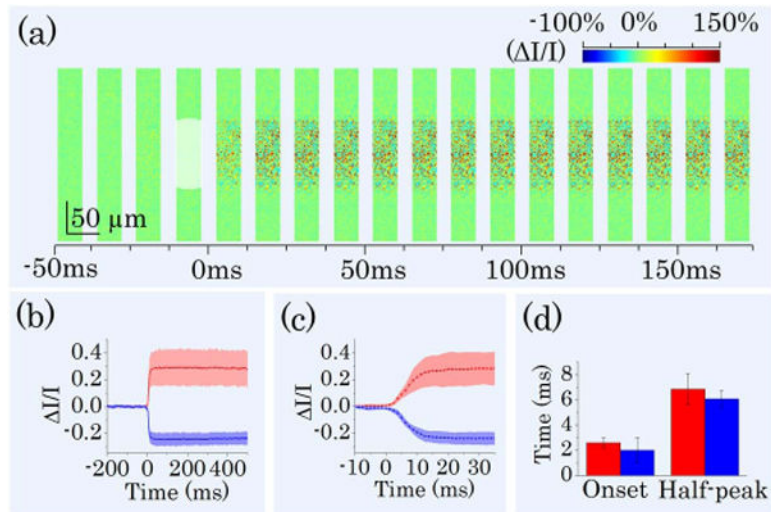 (a)
-100% 0% 150%
(ΔI/I)
50 μm
-50ms 0ms 50ms 100ms 150ms
(b)
ΔI/I
0.4
0.2
0.0
-0.2
-200 0 200 400
Time (ms)
(c)
ΔI/I
0.4
0.2
0.0
-0.2
-10 0 10 20 30
Time (ms)
(d)
Time (ms)
8
6
4
2
0
Onset Half-peak